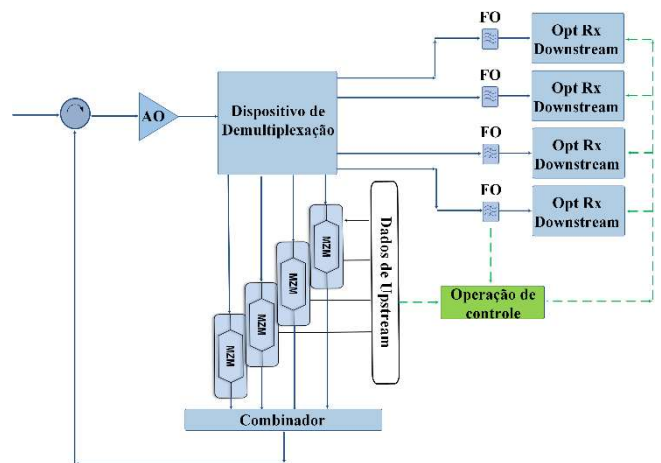 FO
Opt Rx
Downstream
AO
Dispositivo de
Demultiplexação
FO
Opt Rx
Downstream
FO
Opt Rx
Downstream
FO
Opt Rx
Downstream
MZM
MZM
MZM
MZM
Dados de Upstream
Operação de
controle
Combinador